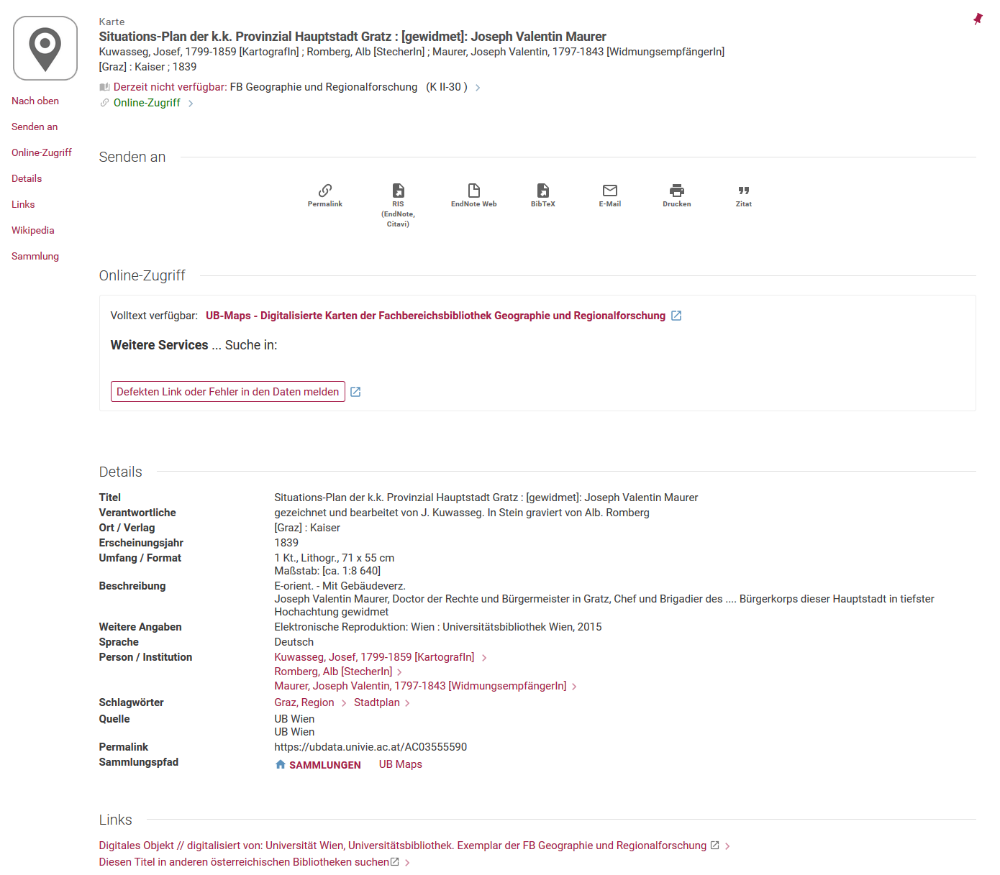 Karte
Situations-Plan der k.k. Provinzial Hauptstadt Gratz : [gewidmet]: Joseph Valentin Maurer
Kuwasseg, Josef, 1799-1859 [KartografIn] ; Romberg, Alb [StecherIn] ; Maurer, Joseph Valentin, 1797-1843 [WidmungsempfängerIn]
[Graz] : Kaiser ; 1839
Derzeit nicht verfügbar: FB Geographie und Regionalforschung (K II-30 )
Online-Zugriff
Nach oben
Senden an
Online-Zugriff
Details
Links
Wikipedia
Sammlung
Senden an
Permalink
RIS
(EndNote,
Citavi)
EndNote Web
BibTeX
E-Mail
Drucken
Zitat
Online-Zugriff
Volltext verfügbar: UB-Maps - Digitalisierte Karten der Fachbereichsbibliothek Geographie und Regionalforschung
Weitere Services ... Suche in:
Defekten Link oder Fehler in den Daten melden
Details
Titel Situations-Plan der k.k. Provinzial Hauptstadt Gratz : [gewidmet]: Joseph Valentin Maurer
Verantwortliche gezeichnet und bearbeitet von J. Kuwasseg. In Stein graviert von Alb. Romberg
Ort / Verlag [Graz] : Kaiser
Erscheinungsjahr 1839
Umfang / Format 1 Kt., Lithogr., 71 x 55 cm
Maßstab: [ca. 1:8 640]
Beschreibung E-orient. - Mit Gebäudeverz.
Joseph Valentin Maurer, Doctor der Rechte und Bürgermeister in Gratz, Chef und Brigadier des .... Bürgerkorps dieser Hauptstadt in tiefster
Hochachtung gewidmet
Weitere Angaben Elektronische Reproduktion: Wien : Universitätsbibliothek Wien, 2015
Sprache Deutsch
Person / Institution Kuwasseg, Josef, 1799-1859 [KartografIn]
Romberg, Alb [StecherIn]
Maurer, Joseph Valentin, 1797-1843 [WidmungsempfängerIn]
Schlagwörter Graz, Region Stadtplan
Quelle UB Wien
UB Wien
Permalink https://ubdata.univie.ac.at/AC03555590
Sammlungspfad SAMMLUNGEN UB Maps
Links
Digitales Objekt // digitalisiert von: Universität Wien, Universitätsbibliothek. Exemplar der FB Geographie und Regionalforschung
Diesen Titel in anderen österreichischen Bibliotheken suchen